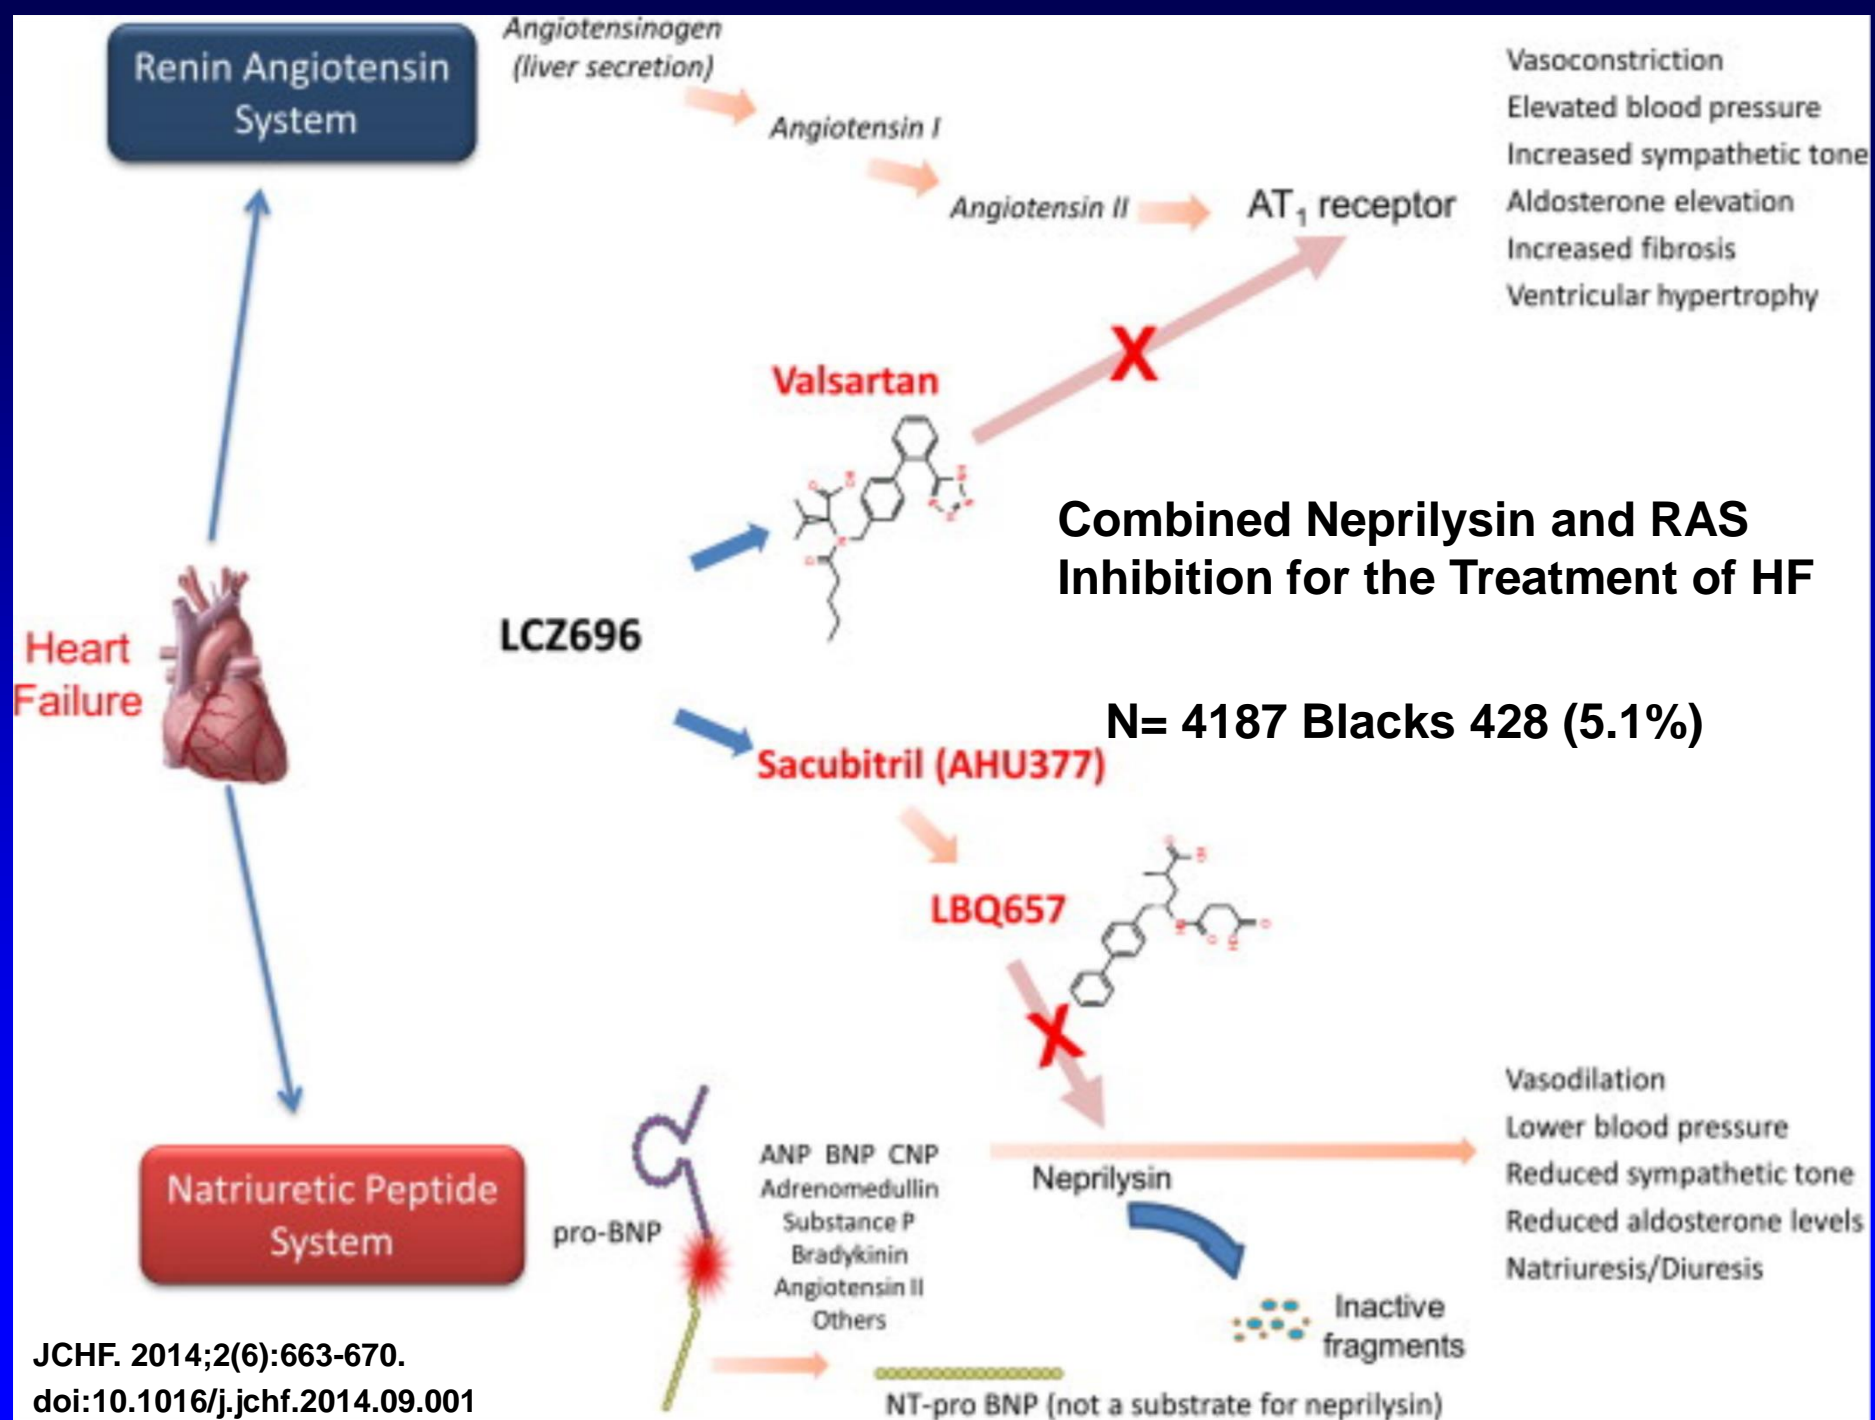 Renin Angiotensin
System
Angiotensinogen
(liver secretion)
Angiotensin I
Angiotensin II
AT₁ receptor
Vasoconstriction
Elevated blood pressure
Increased sympathetic tone
Aldosterone elevation
Increased fibrosis
Ventricular hypertrophy
X
Valsartan
Combined Neprilysin and RAS
Inhibition for the Treatment of HF
LCZ696
Heart
Failure
N= 4187 Blacks 428 (5.1%)
Sacubitril (AHU377)
LBQ657
X
Natriuretic Peptide
System
pro-BNP
ANP BNP CNP
Adrenomedullin
Substance P
Bradykinin
Angiotensin II
Others
Neprilysin
Vasodilation
Lower blood pressure
Reduced sympathetic tone
Reduced aldosterone levels
Natriuresis/Diuresis
Inactive
fragments
NT-pro BNP (not a substrate for neprilysin)
JCHF. 2014;2(6):663-670.
doi:10.1016/j.jchf.2014.09.001